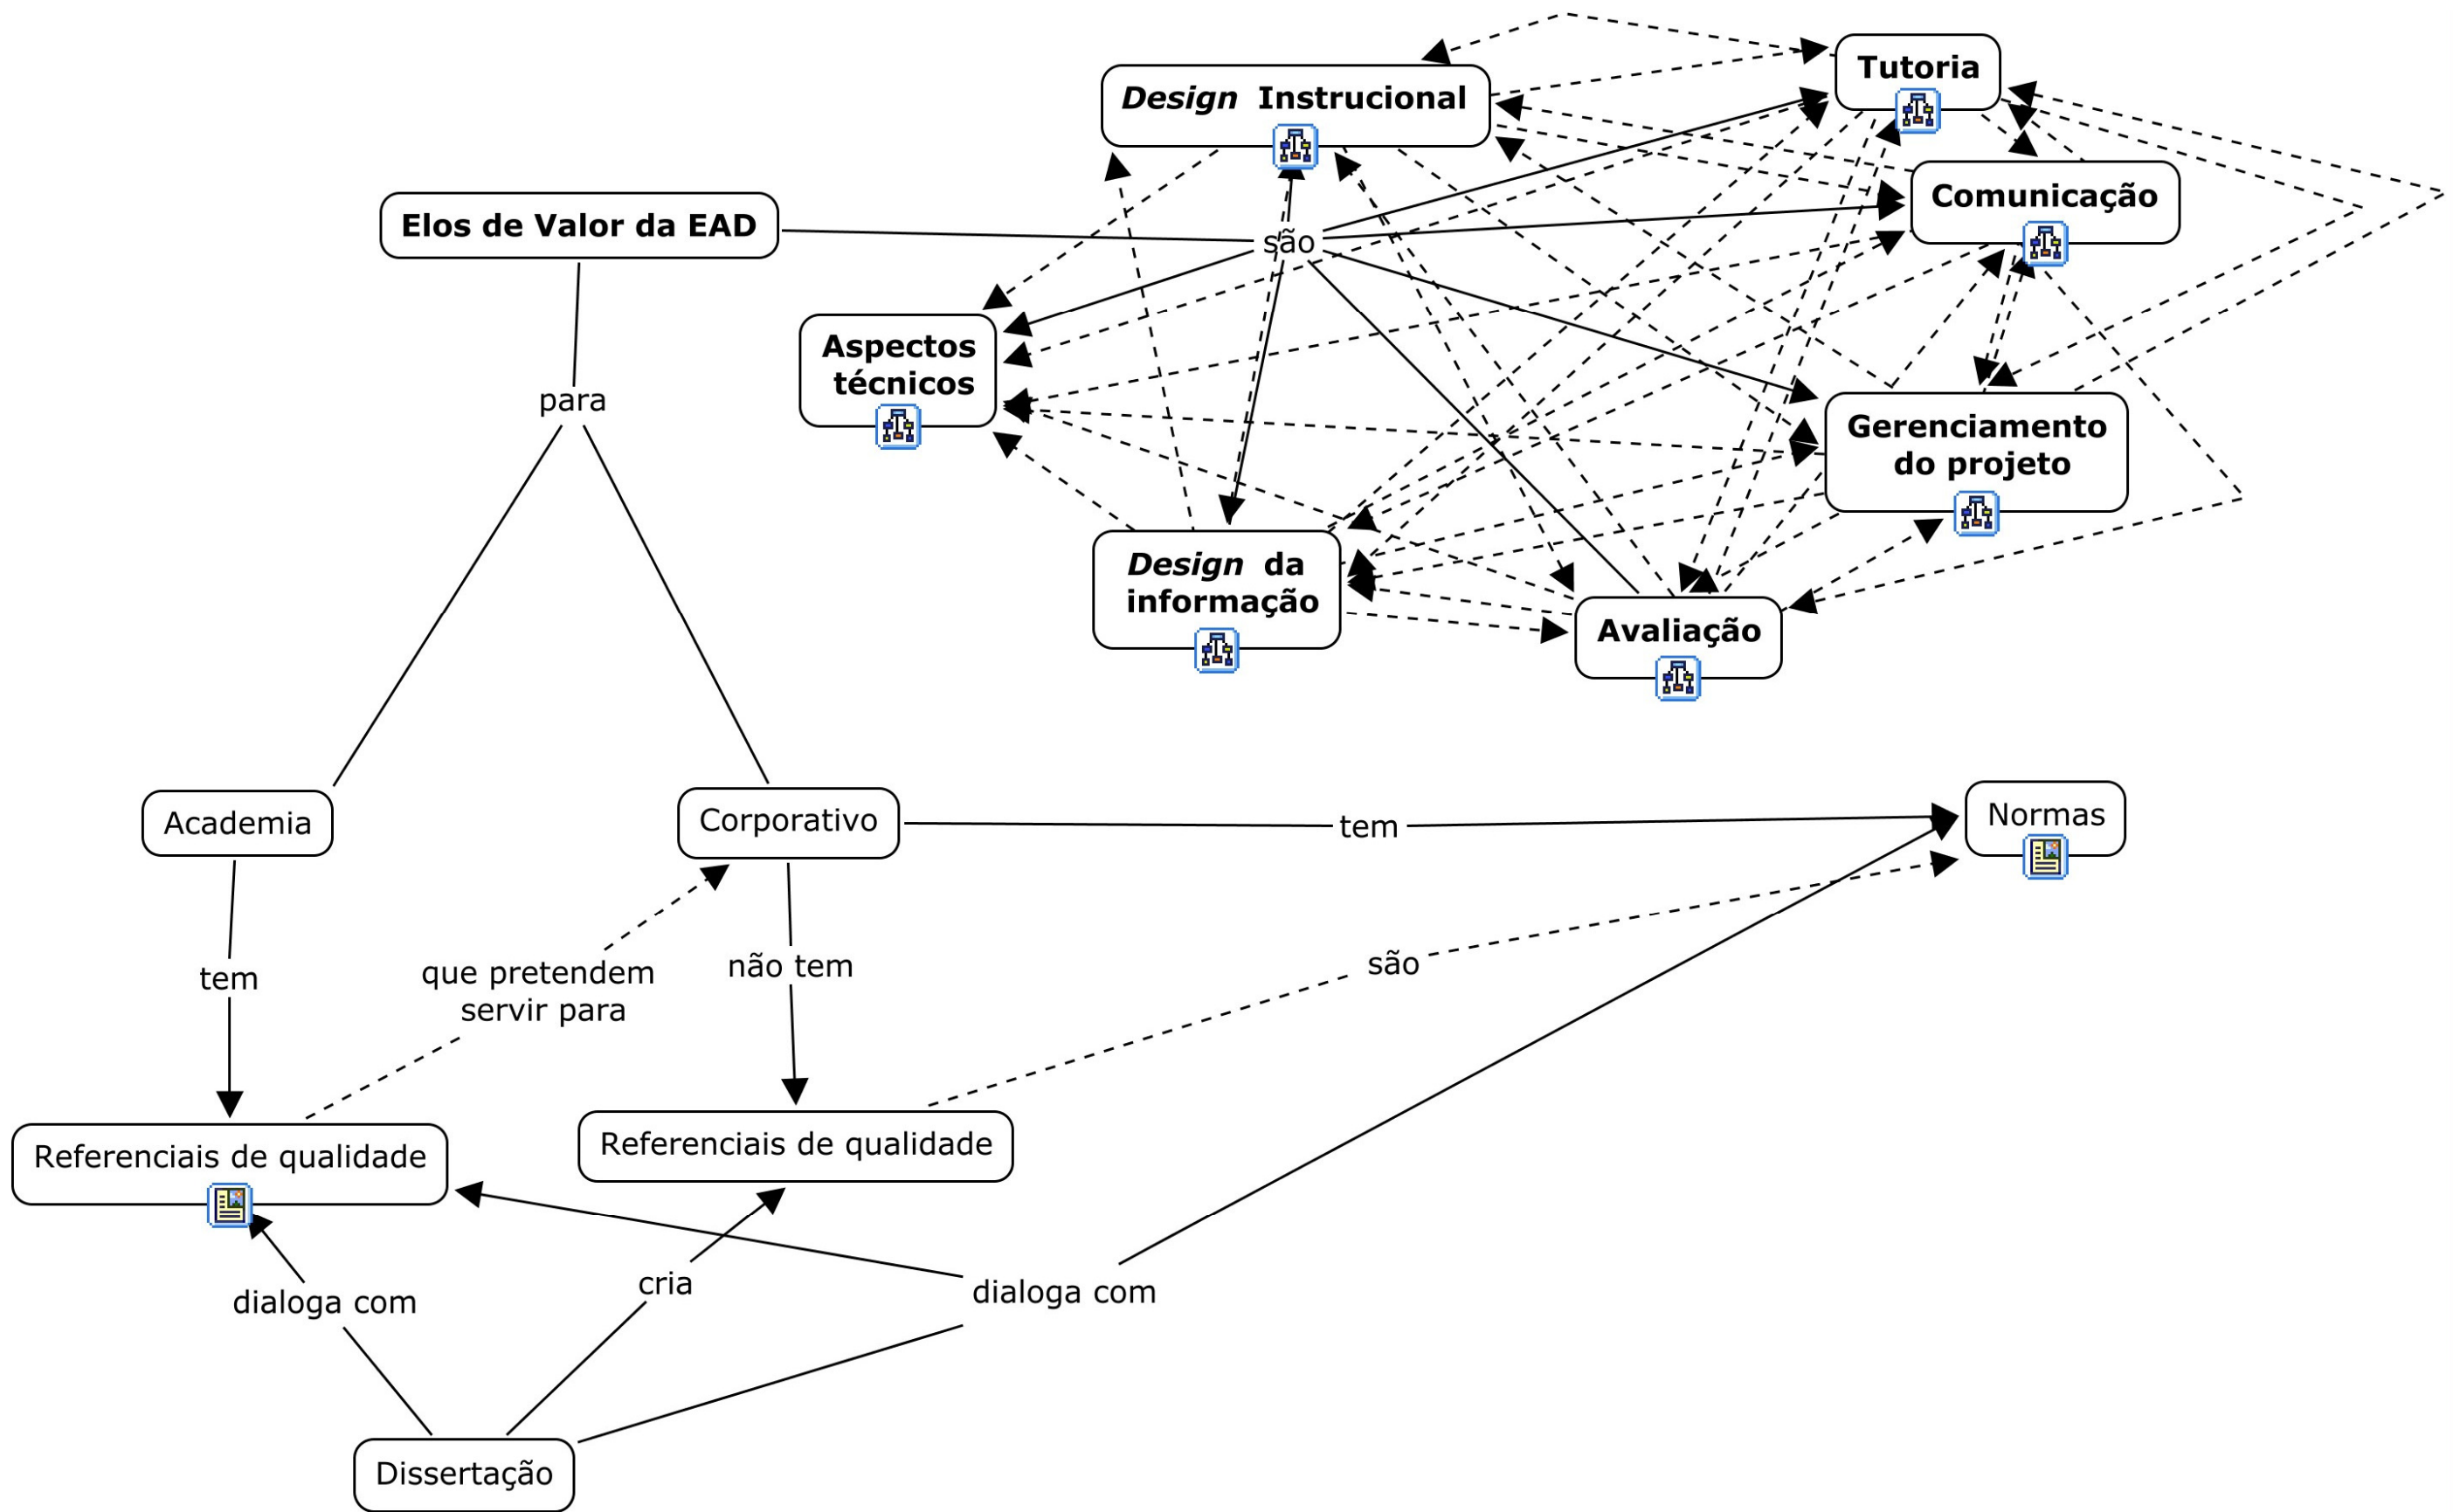 Tutoria
Design Instrucional
Comunicação
Elos de Valor da EAD
são
Aspectos
técnicos
para
Gerenciamento
do projeto
Design da
informação
Avaliação
Academia
Corporativo
tem
Normas
tem
que pretendem
servir para
não tem
são
Referenciais de qualidade
Referenciais de qualidade
dialoga com
cria
dialoga com
Dissertação